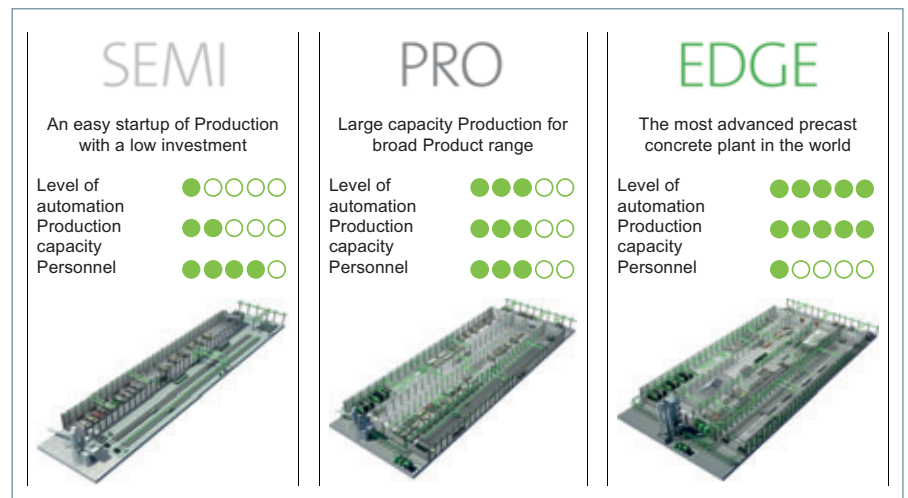 SEMI
An easy startup of Production
with a low investment
Level of
automation
Production
capacity
Personnel
PRO
Large capacity Production for
broad Product range
Level of
automation
Production
capacity
Personnel
EDGE
The most advanced precast
concrete plant in the world
Level of
automation
Production
capacity
Personnel